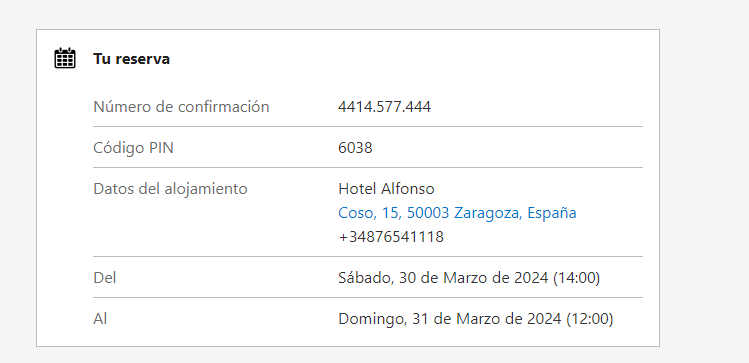 Tu reserva
Número de confirmación 4414.577.444
Código PIN 6038
Datos del alojamiento Hotel Alfonso
Coso, 15, 50003 Zaragoza, España
+34876541118
Del Sábado, 30 de Marzo de 2024 (14:00)
Al Domingo, 31 de Marzo de 2024 (12:00)